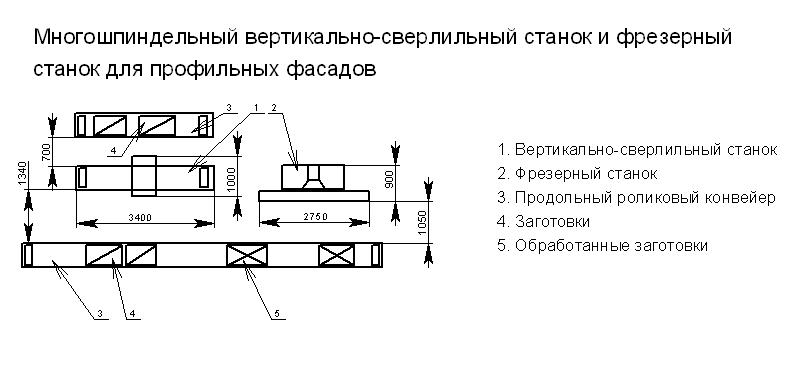 Многошпиндельный вертикально-сверлильный станок и фрезерный
станок для профильных фасадов
3
1
2
4
700
1340
1000
900
3400
2750
1050
1. Вертикально-сверлильный станок
2. Фрезерный станок
3. Продольный роликовый конвейер
4. Заготовки
5. Обработанные заготовки
3
4
5